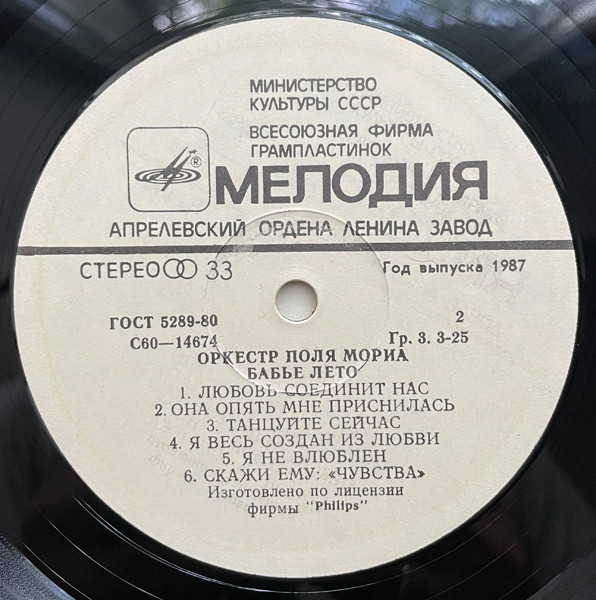 МИНИСТЕРСТВО
КУЛЬТУРЫ СССР
ВСЕСОЮЗНАЯ ФИРМА
ГРАМПЛАСТИНОК
®
МЕЛОДИЯ
АПРЕЛЕВСКИЙ ОРДЕНА ЛЕНИНА ЗАВОД
СТЕРЕО 33
Год выпуска 1987
ГОСТ 5289-80
2
С60—14674
Гр. 3. 3-25
ОРКЕСТР ПОЛЯ МОРИА
БАБЬЕ ЛЕТО
1. ЛЮБОВЬ СОЕДИНИТ НАС
2. ОНА ОПЯТЬ МНЕ ПРИСНИЛАСЬ
3. ТАНЦУЙТЕ СЕЙЧАС
4. Я ВЕСЬ СОЗДАН ИЗ ЛЮБВИ
5. Я НЕ ВЛЮБЛЕН
6. СКАЖИ ЕМУ: «ЧУВСТВА»
Изготовлено по лицензии
фирмы "Philips"